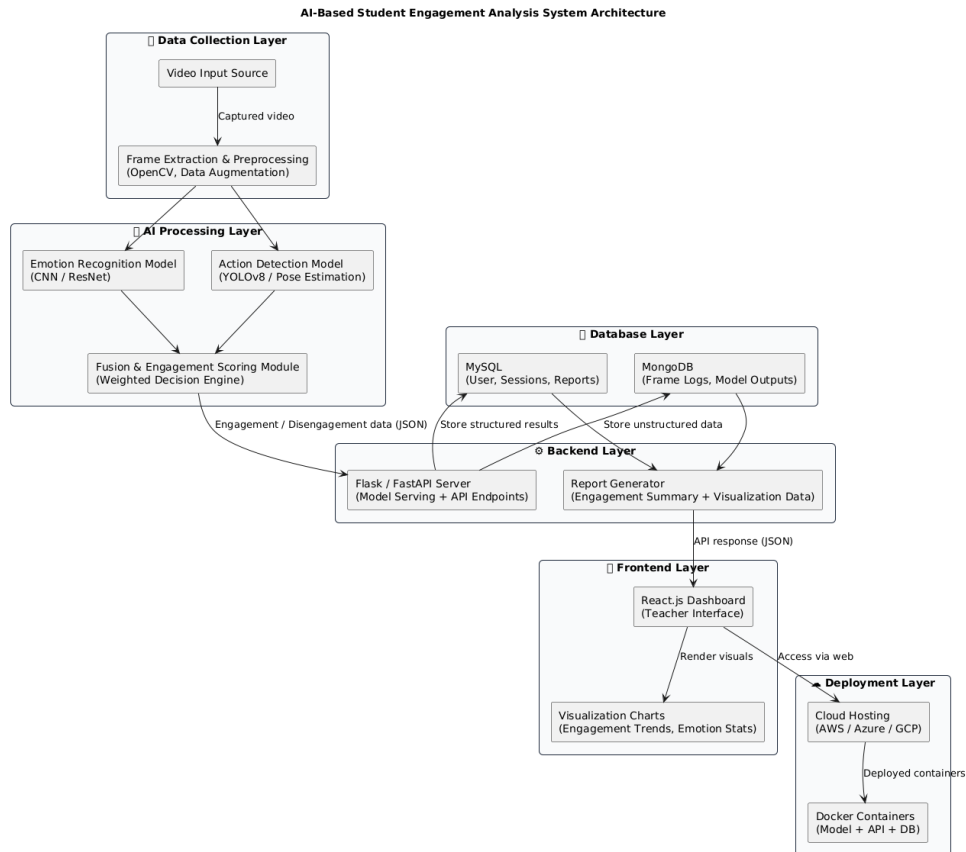 AI-Based Student Engagement Analysis System Architecture
Data Collection Layer
Video Input Source
Captured video
Frame Extraction & Preprocessing
(OpenCV, Data Augmentation)
AI Processing Layer
Emotion Recognition Model
(CNN / ResNet)
Action Detection Model
(YOLOv8 / Pose Estimation)
Fusion & Engagement Scoring Module
(Weighted Decision Engine)
Database Layer
MySQL
(User, Sessions, Reports)
MongoDB
(Frame Logs, Model Outputs)
Engagement / Disengagement data (JSON)
Store structured results
Store unstructured data
⚙ Backend Layer
Flask / FastAPI Server
(Model Serving + API Endpoints)
Report Generator
(Engagement Summary + Visualization Data)
API response (JSON)
Frontend Layer
React.js Dashboard
(Teacher Interface)
Render visuals
Access via web
Visualization Charts
(Engagement Trends, Emotion Stats)
☁ Deployment Layer
Cloud Hosting
(AWS / Azure / GCP)
Deployed containers
Docker Containers
(Model + API + DB)